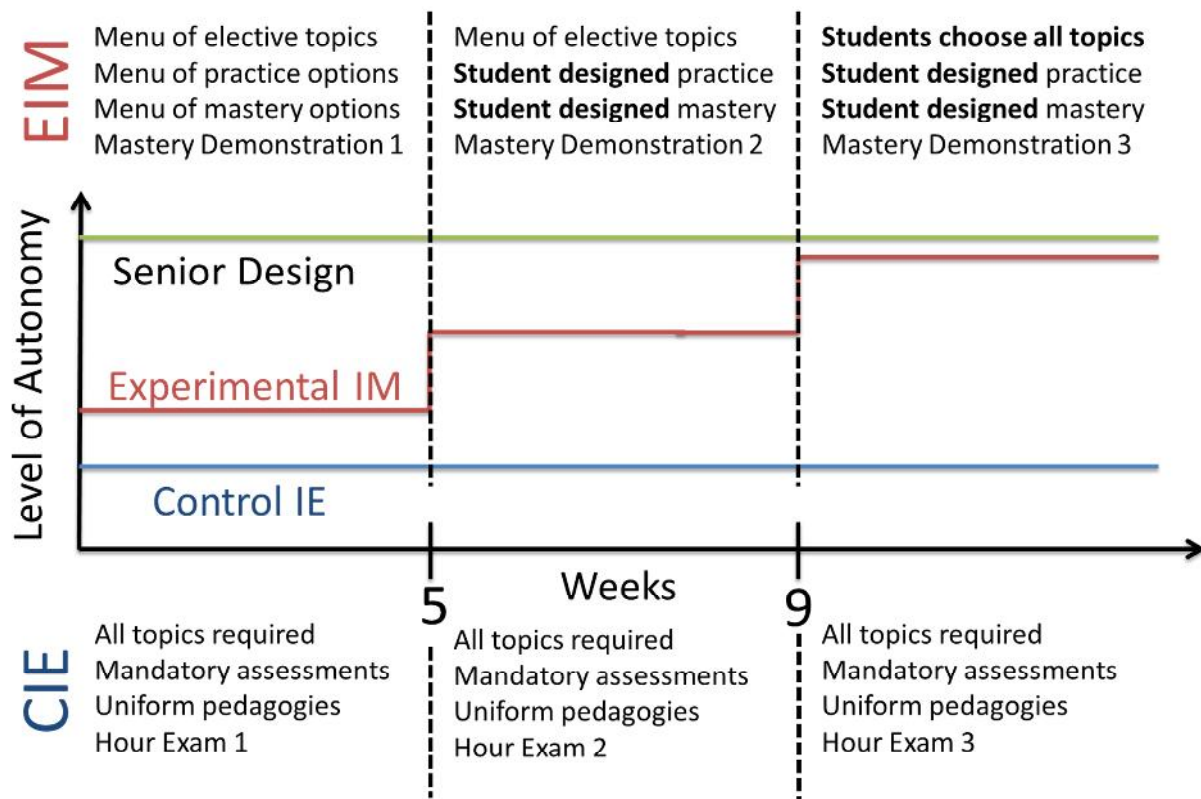 EIM
Menu of elective topics
Menu of practice options
Menu of mastery options
Mastery Demonstration 1
Menu of elective topics
Student designed practice
Student designed mastery
Mastery Demonstration 2
Students choose all topics
Student designed practice
Student designed mastery
Mastery Demonstration 3
Level of Autonomy
Senior Design
Experimental IM
Control IE
Weeks
5
9
CIE
All topics required
Mandatory assessments
Uniform pedagogies
Hour Exam 1
All topics required
Mandatory assessments
Uniform pedagogies
Hour Exam 2
All topics required
Mandatory assessments
Uniform pedagogies
Hour Exam 3